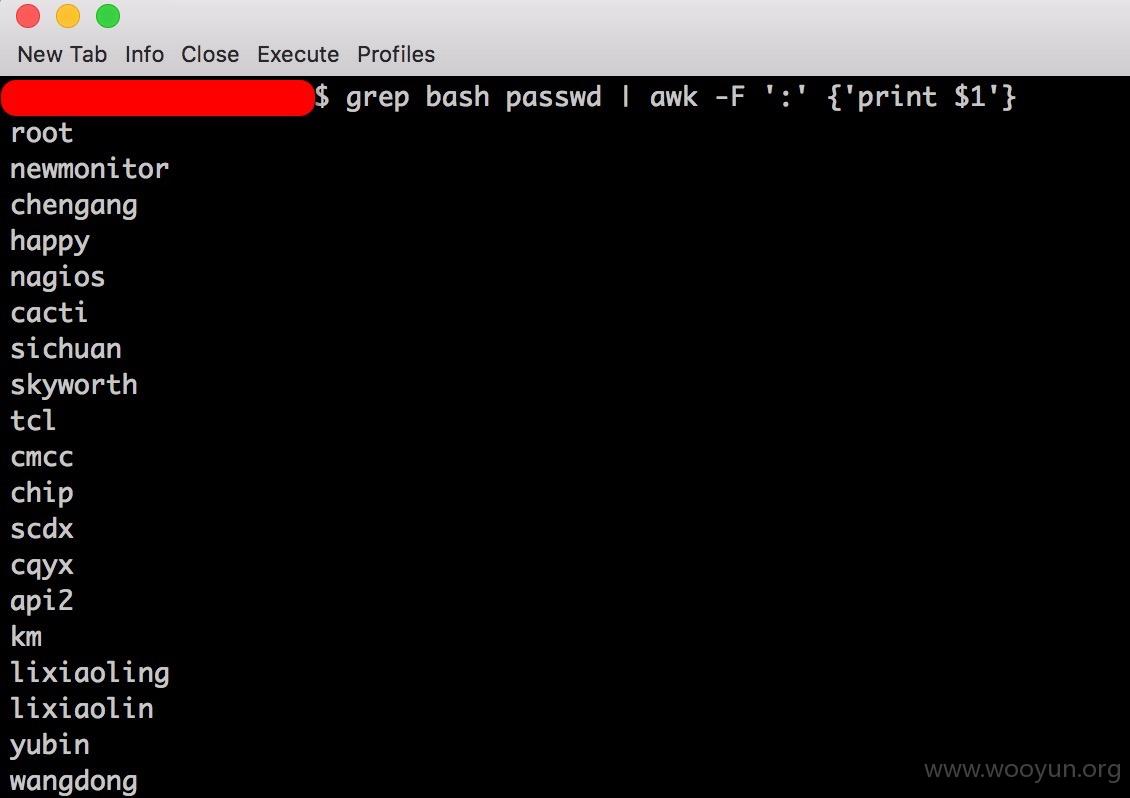 New Tab Info Close Execute Profiles
$ grep bash passwd | awk -F ':' {'print $1'}
root
newmonitor
chengang
happy
nagios
cacti
sichuan
skyworth
tcl
cmcc
chip
scdx
cqyx
api2
km
lixiaoling
lixiaolin
yubin
wangdong
www.wooyun.org